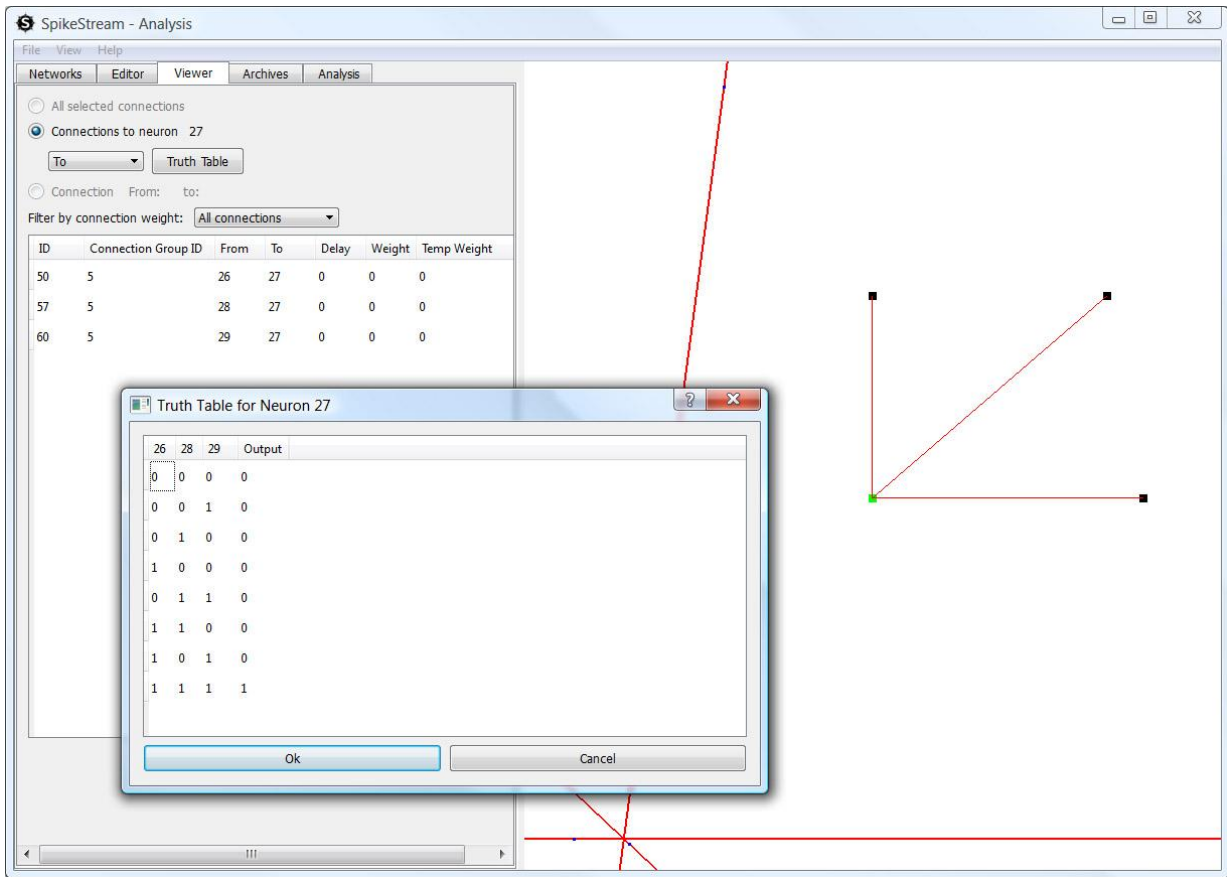 SpikeStream - Analysis
File View Help
Networks Editor Viewer Archives Analysis
All selected connections
Connections to neuron 27
To Truth Table
Connection From: to:
Filter by connection weight: All connections
ID Connection Group ID From To Delay Weight Temp Weight
50 5 26 27 0 0 0
57 5 28 27 0 0 0
60 5 29 27 0 0 0
Truth Table for Neuron 27
26 28 29 Output
0 0 0 0
0 0 1 0
0 1 0 0
1 0 0 0
0 1 1 0
1 1 0 0
1 0 1 0
1 1 1 1
Ok Cancel